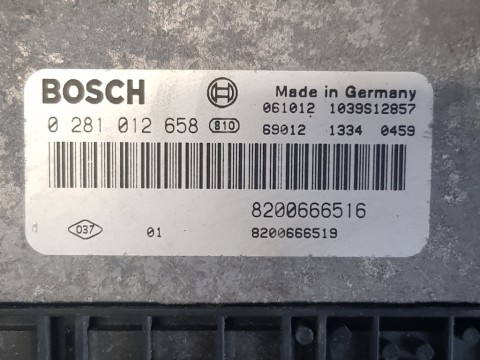 BOSCH Made in Germany
061012 1039S12857
0 281 012 658 810 69012 1334 0459
8200666516
037 01 8200666519